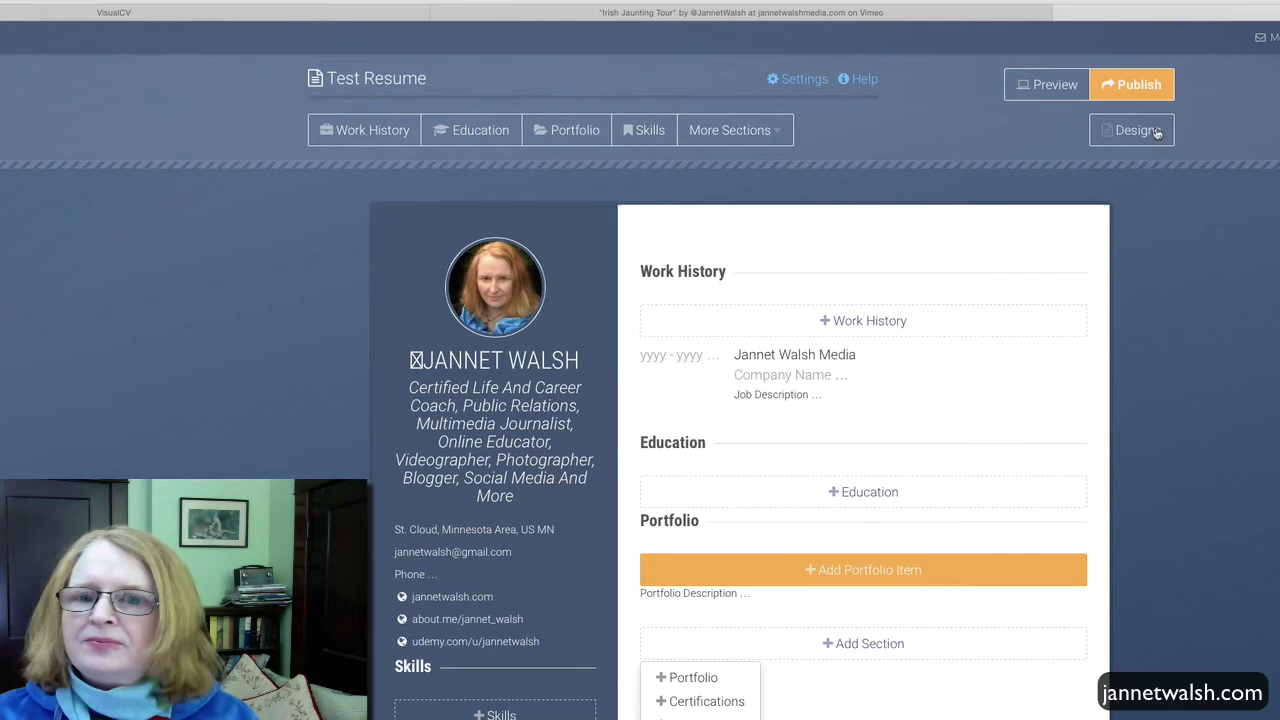 VisualCV
"Irish Jaunting Tour" by @JannetWalsh at jannetwalshmedia.com on Vimeo
Test Resume
Settings
Help
Preview
Publish
Work History
Education
Portfolio
Skills
More Sections
Designs
Work History
+ Work History
yyyy - yyyy ...
Jannet Walsh Media
Company Name ...
Job Description ...
Education
+ Education
Portfolio
+ Add Portfolio Item
Portfolio Description ...
+ Add Section
+ Portfolio
+ Certifications
JANNET WALSH
Certified Life And Career
Coach, Public Relations,
Multimedia Journalist,
Online Educator,
Videographer, Photographer,
Blogger, Social Media And
More
St. Cloud, Minnesota Area, US MN
jannetwalsh@gmail.com
Phone ...
jannetwalsh.com
about.me/jannet_walsh
udemy.com/u/jannetwalsh
Skills
+ Skills
jannetwalsh.com